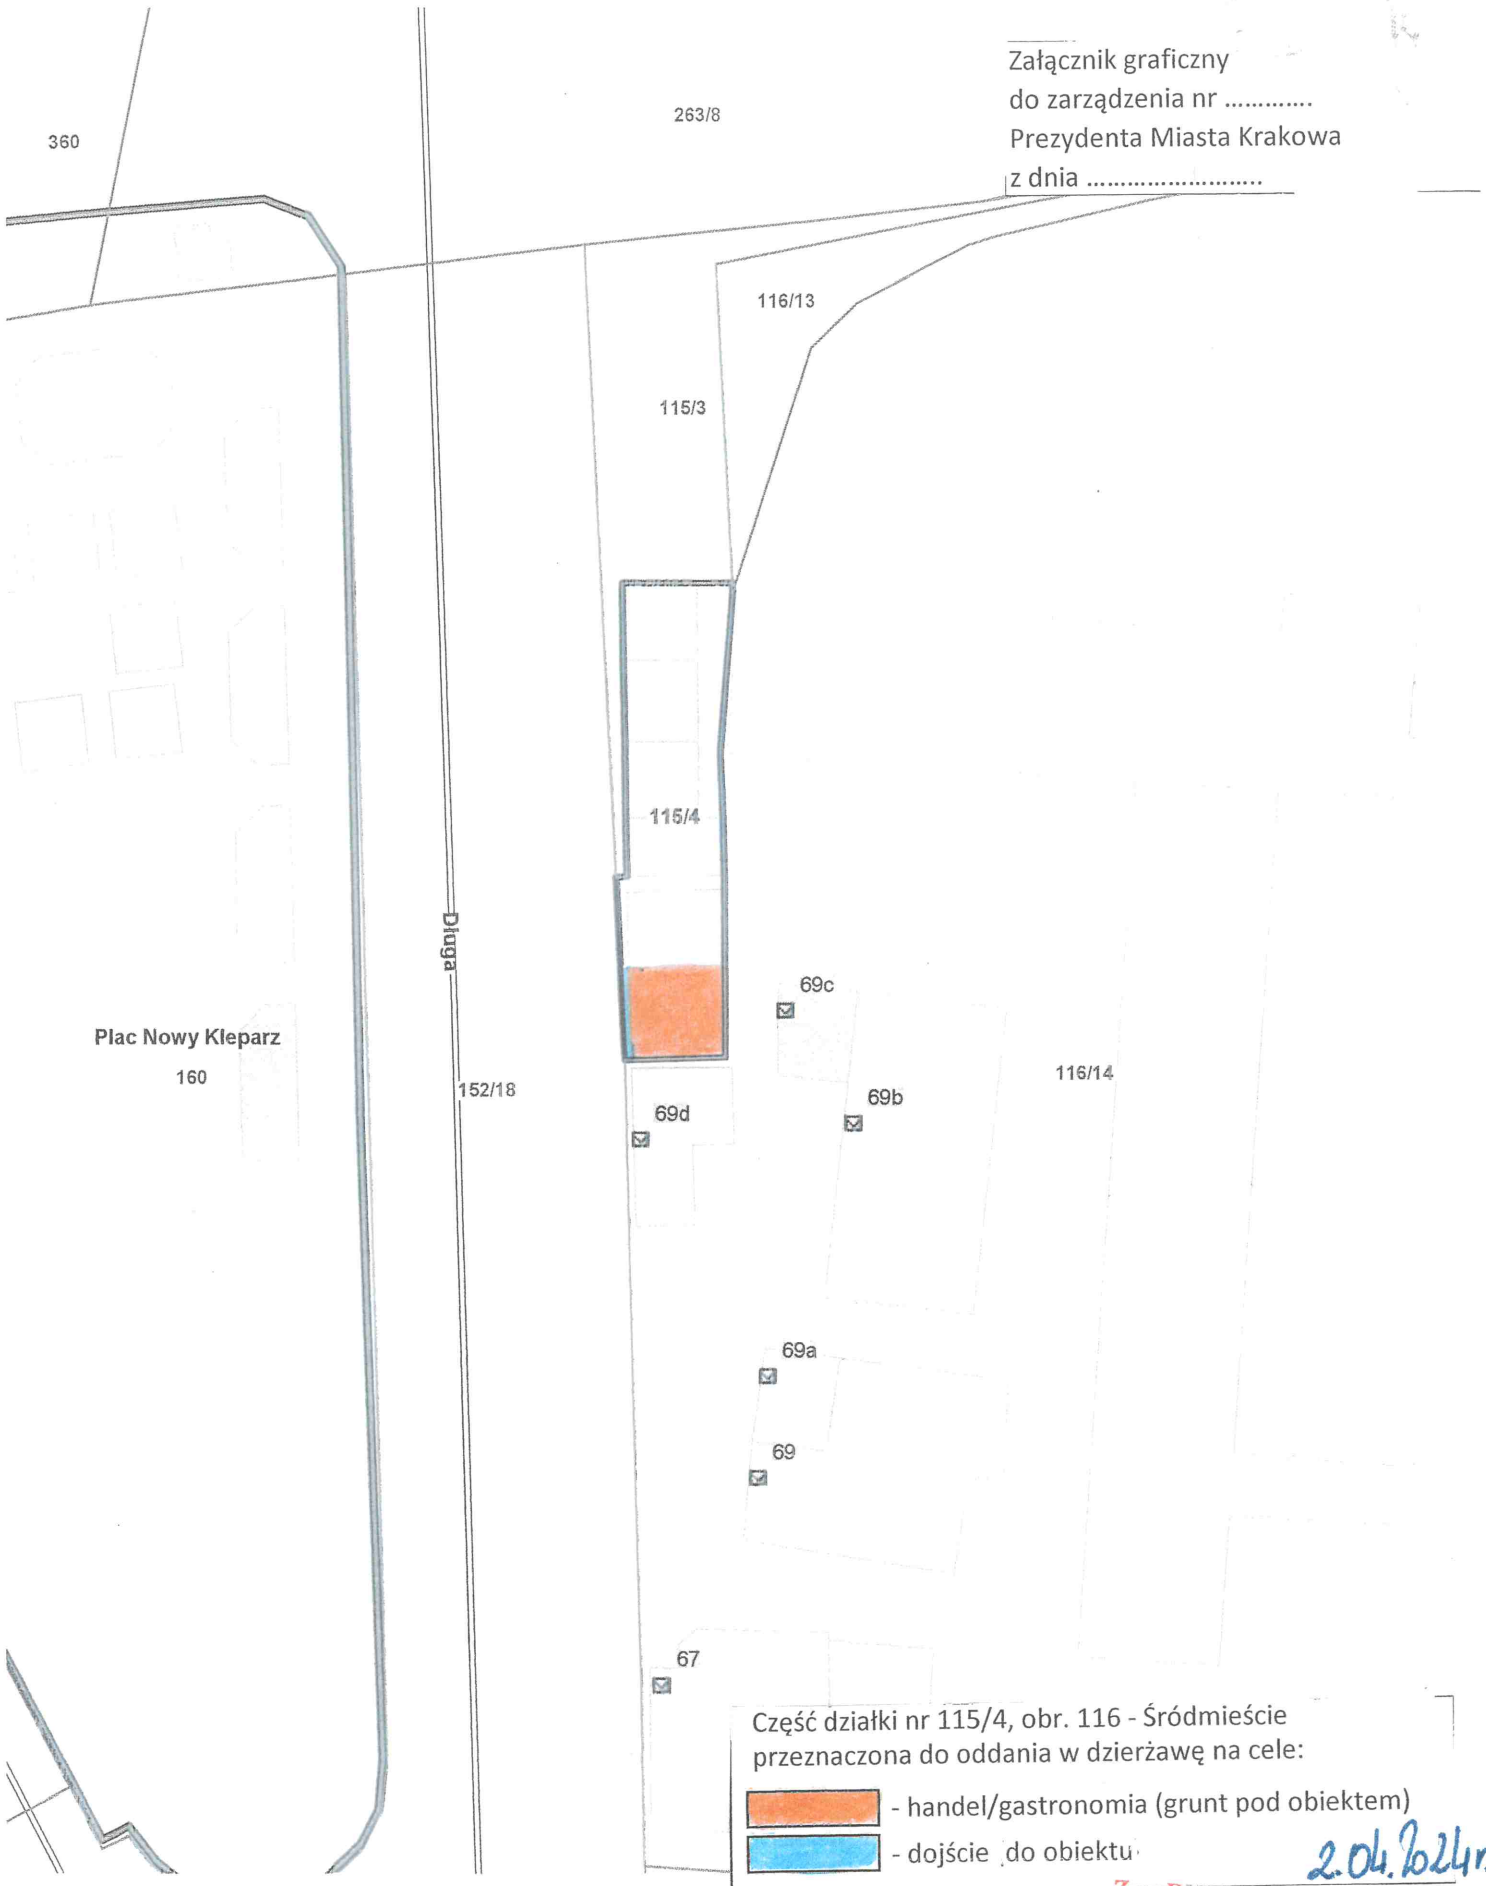 Załącznik graficzny
do zarządzenia nr .............
Prezydenta Miasta Krakowa
z dnia ..........................
263/8
360
116/13
115/3
115/4
Długa
69c
Plac Nowy Kleparz
160
152/18
116/14
69b
69d
69a
69
67
Część działki nr 115/4, obr. 116 - Śródmieście
przeznaczona do oddania w dzierżawę na cele:
- handel/gastronomia (grunt pod obiektem)
- dojście do obiektu
2.04.2024r.